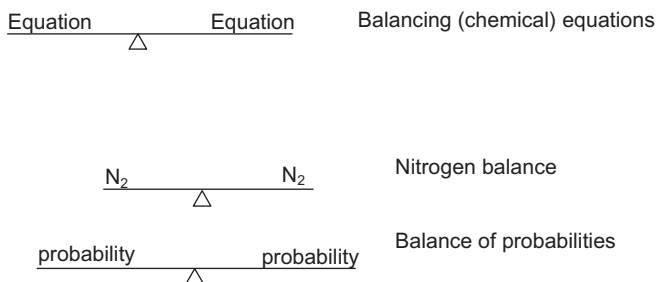 Equation Equation Balancing (chemical) equations
N₂ N₂ Nitrogen balance
probability probability Balance of probabilities